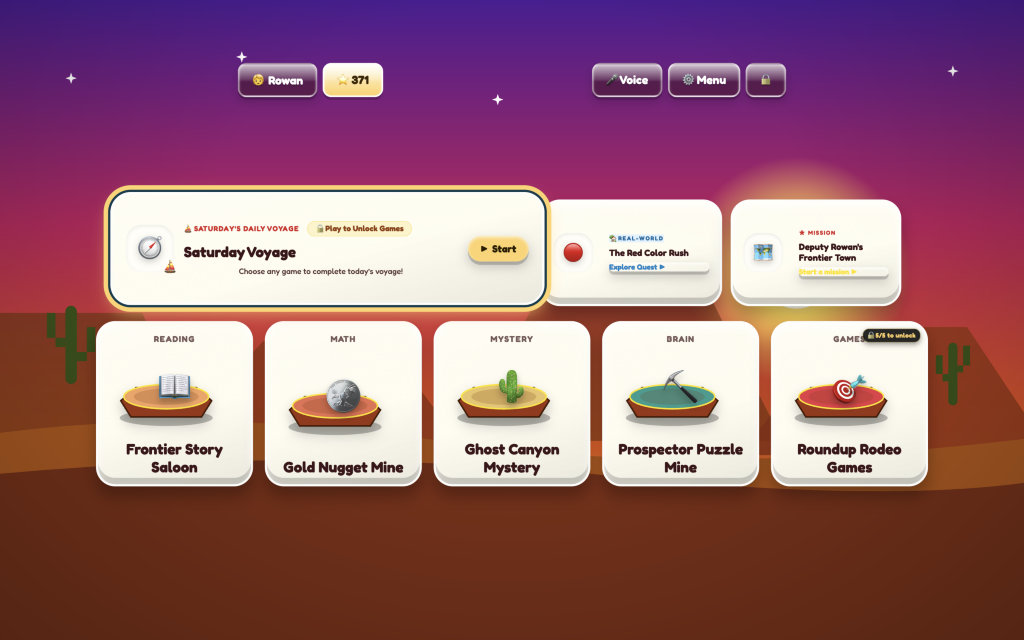 Rowan
371
Voice
Menu
SATURDAY'S DAILY VOYAGE
Play to Unlock Games
Saturday Voyage
Choose any game to complete today's voyage!
Start
REAL-WORLD
The Red Color Rush
Explore Quest
MISSION
Deputy Rowan's
Frontier Town
Start a mission
READING
Frontier Story
Saloon
MATH
Gold Nugget Mine
MYSTERY
Ghost Canyon
Mystery
BRAIN
Prospector Puzzle
Mine
GAMES
5/5 to unlock
Roundup Rodeo
Games